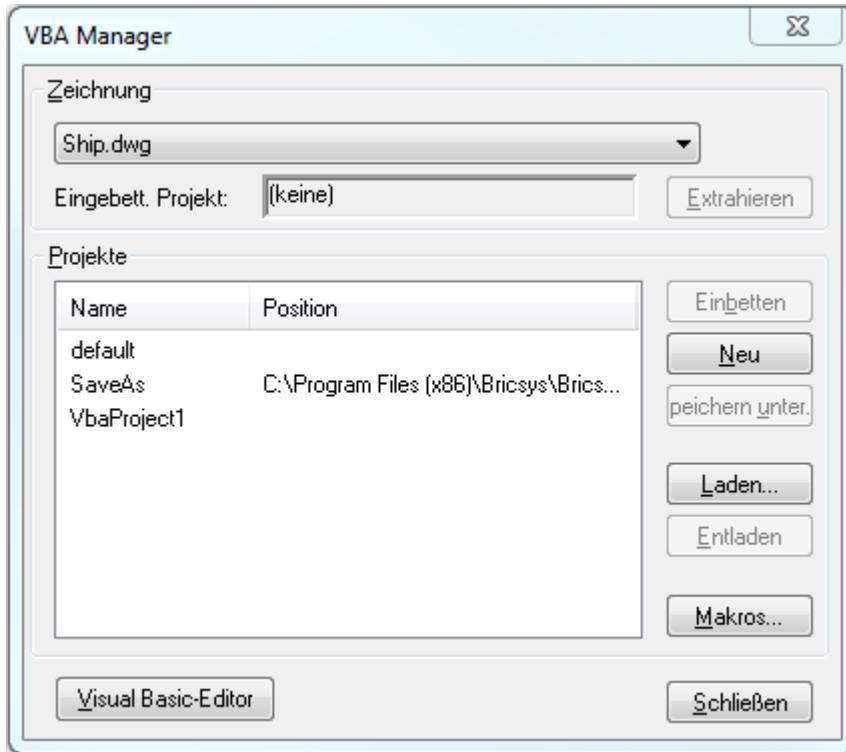 VBA Manager
Zeichnung
Ship.dwg
Eingebett. Projekt: (keine) Extrahieren
Projekte
Name Position
default
SaveAs C:\Program Files (x86)\Bricsys\Brics...
VbaProject1
Einbetten
Neu
peichern unter.
Laden...
Entladen
Makros...
Visual Basic-Editor
Schließen